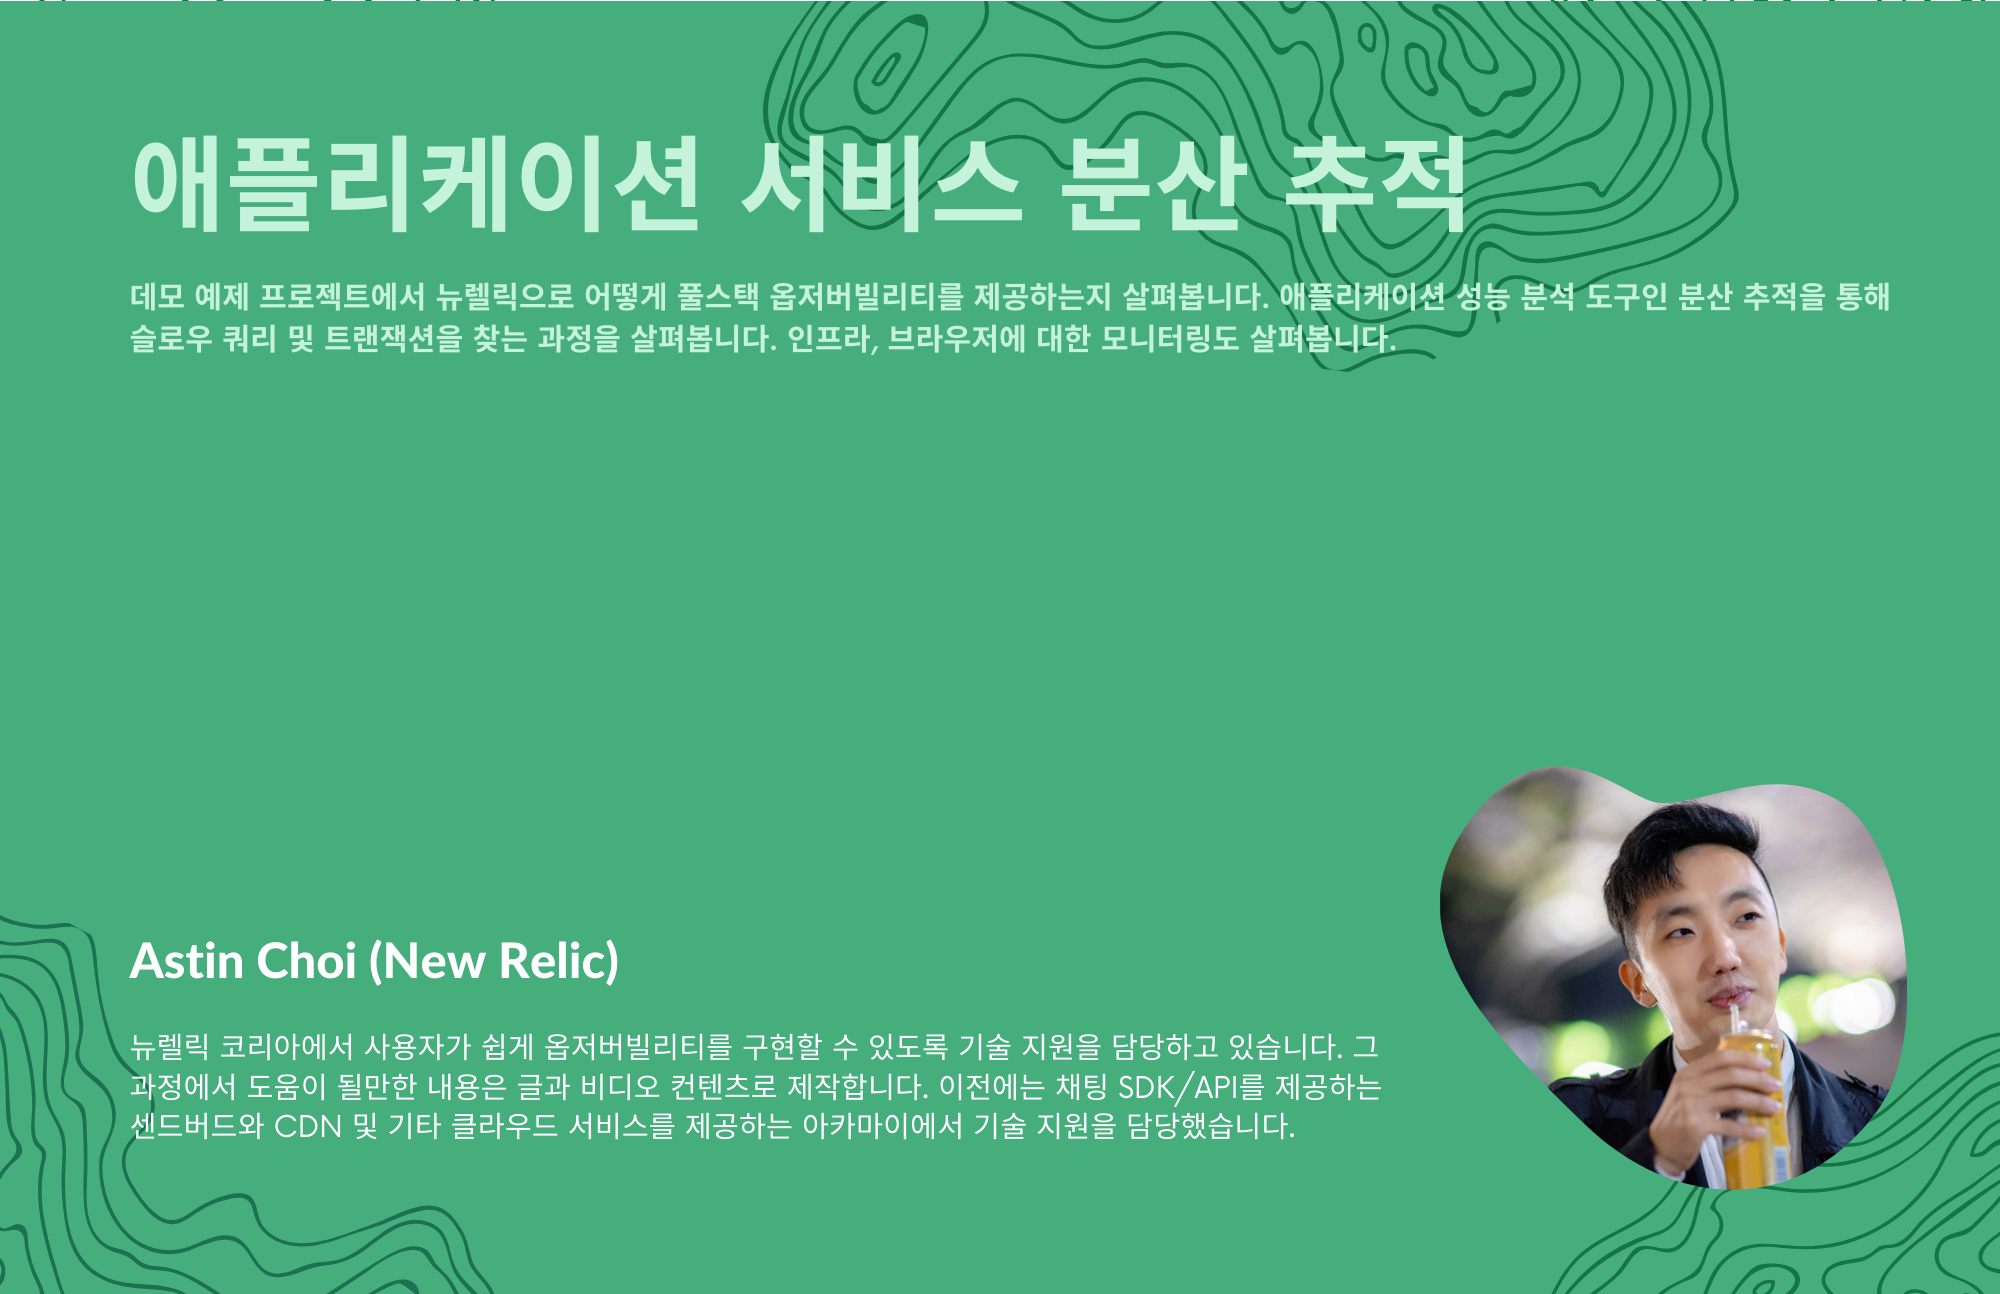 애플리케이션 서비스 분산 추적
데모 예제 프로젝트에서 뉴렐릭으로 어떻게 풀스택 옵저버빌리티를 제공하는지 살펴봅니다. 애플리케이션 성능 분석 도구인 분산 추적을 통해
슬로우 쿼리 및 트랜잭션을 찾는 과정을 살펴봅니다. 인프라, 브라우저에 대한 모니터링도 살펴봅니다.
Astin Choi (New Relic)
뉴렐릭 코리아에서 사용자가 쉽게 옵저버빌리티를 구현할 수 있도록 기술 지원을 담당하고 있습니다. 그
과정에서 도움이 될만한 내용은 글과 비디오 컨텐츠로 제작합니다. 이전에는 채팅 SDK/API를 제공하는
센드버드와 CDN 및 기타 클라우드 서비스를 제공하는 아카마이에서 기술 지원을 담당했습니다.